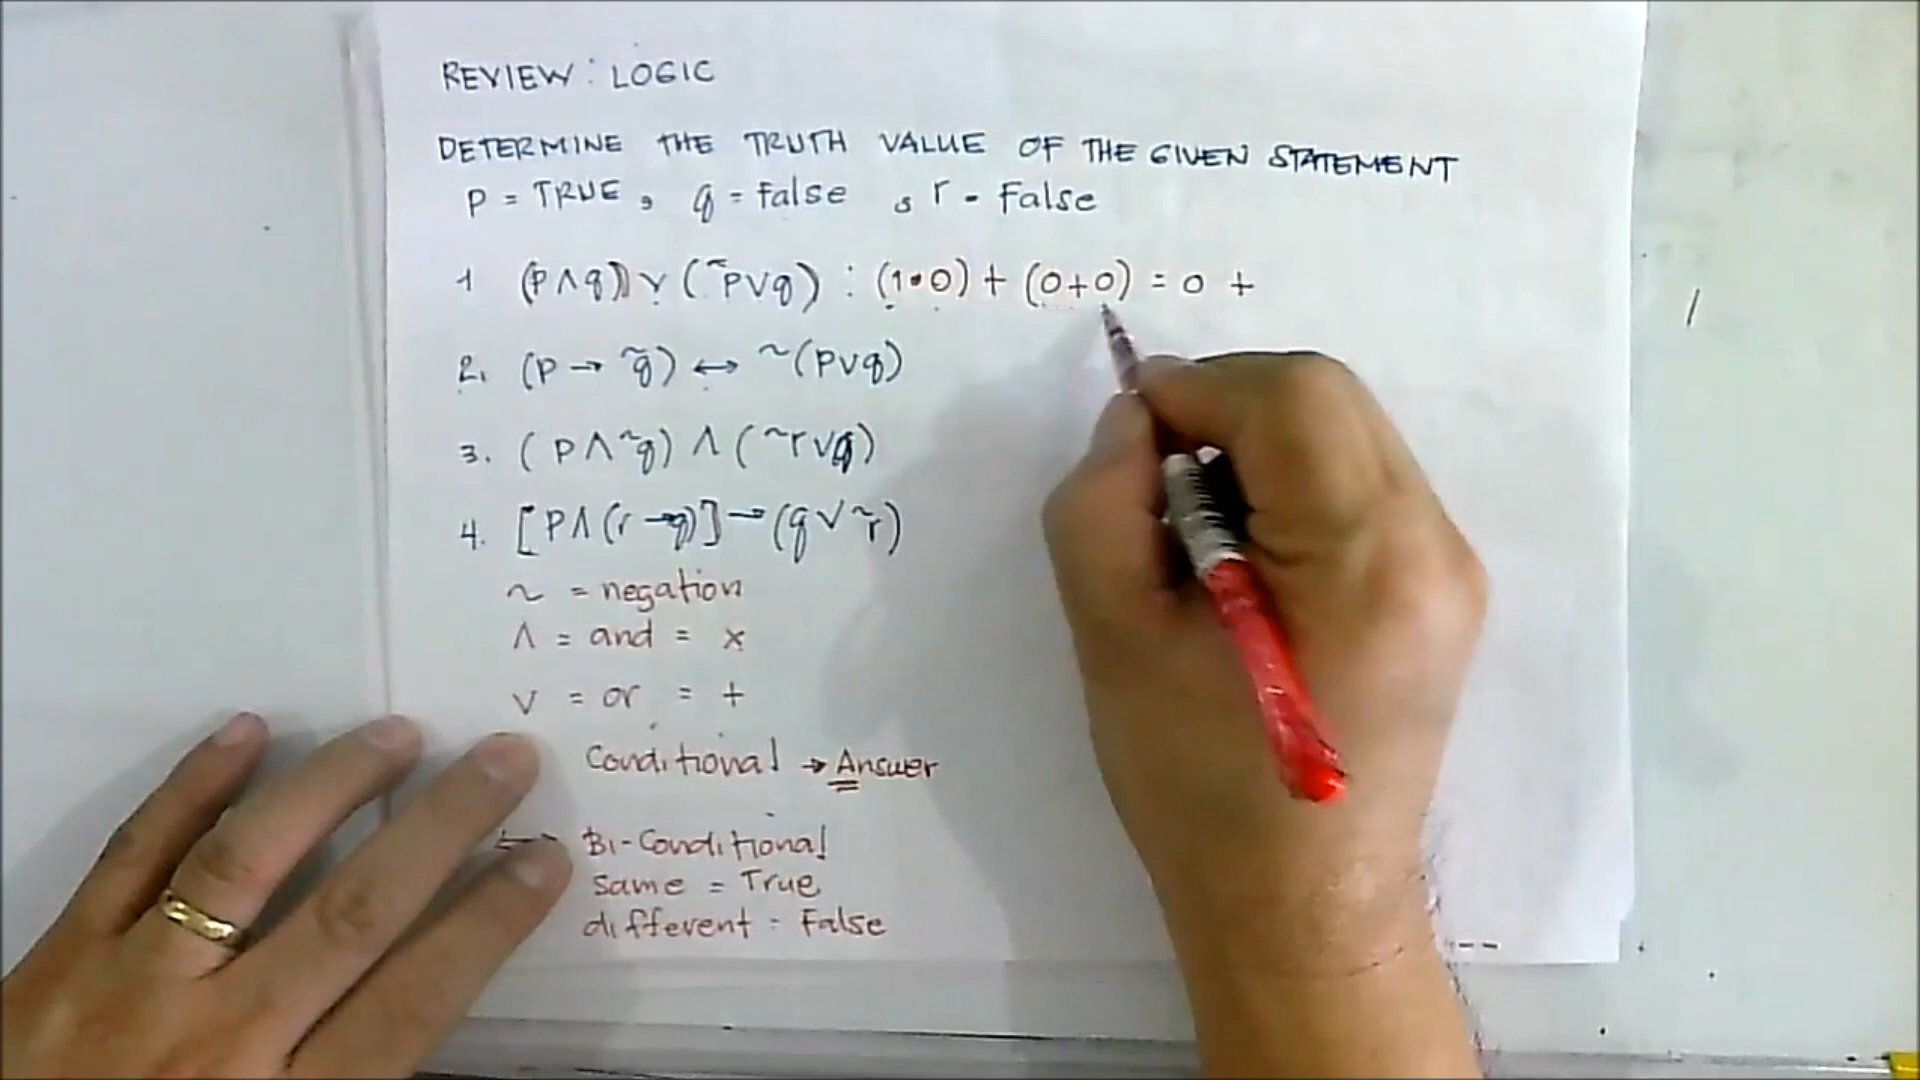 REVIEW : LOGIC
DETERMINE THE TRUTH VALUE OF THE GIVEN STATEMENT
P = TRUE, q = false , r - False
1 (P ∧ q) ∨ (~P ∨ q) : (1•0) + (0+0) = 0 +
2. (P → ~q) ↔ ~(P ∨ q)
3. (P ∧ ~q) ∧ (~r ∨ q)
4. [P ∧ (r → q)] → (q ∨ ~r)
~ = negation
∧ = and = x
∨ = or = +
Conditional → Answer
↔ Bi-Conditional
same = True
different = False